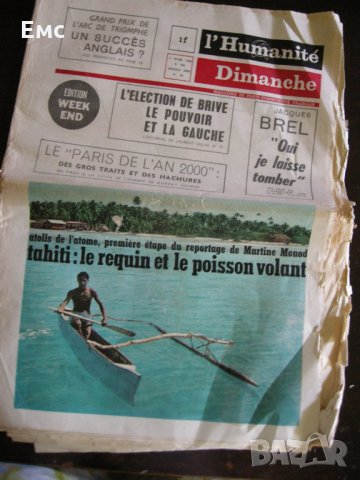 Emc
GRAND PRIX DE
L'ARC DE TRIOMPHE
UN SUCCÈS
ANGLAIS ?
1f
l'Humanité
Dimanche
EDITION
WEEK
END
L'ELECTION DE BRIVE
LE POUVOIR
ET LA GAUCHE
JACQUES
BREL
"Oui
je laisse
tomber"
LE "PARIS DE L'AN 2000" :
DES GROS TRAITS ET DES HACHURES
atolls de l'atome, première étape du reportage de Martine Monod
tahiti : le requin et le poisson volant
BAZAR